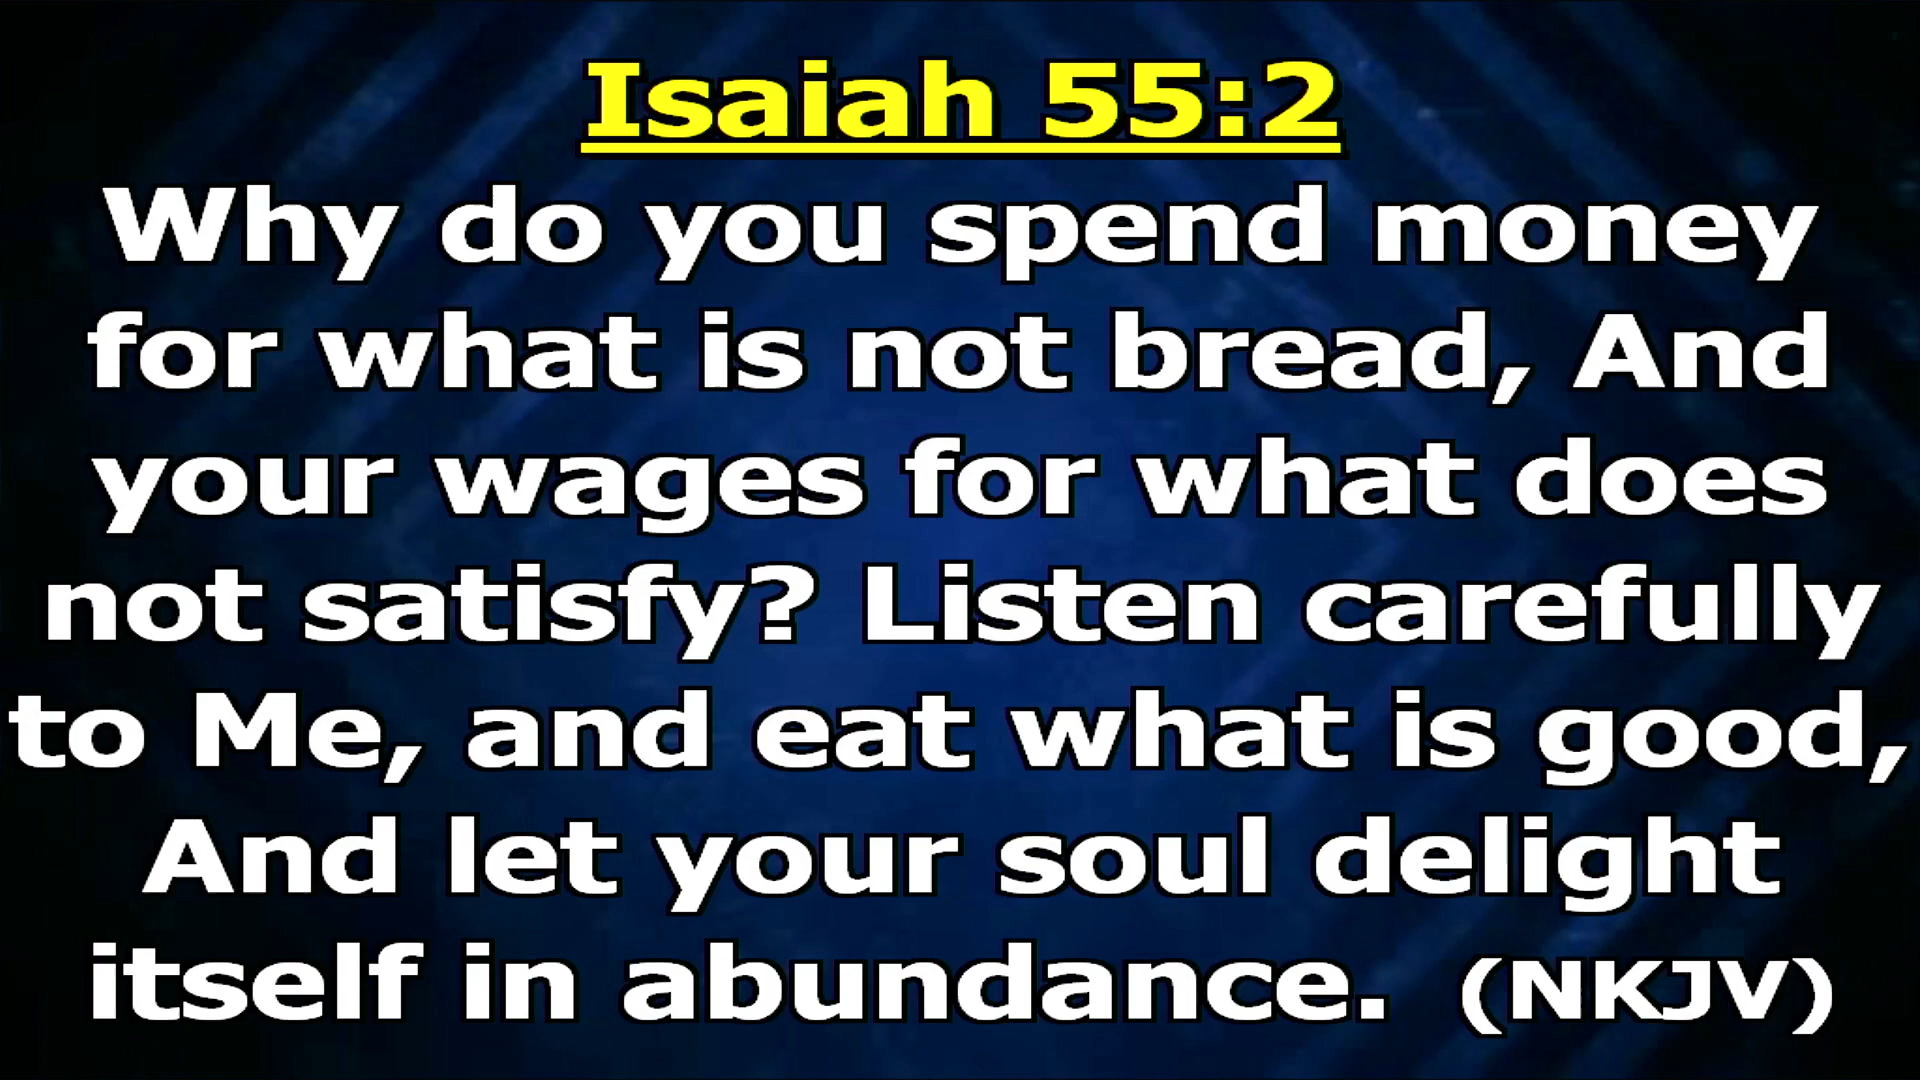 Isaiah 55:2
Why do you spend money
for what is not bread, And
your wages for what does
not satisfy? Listen carefully
to Me, and eat what is good,
And let your soul delight
itself in abundance. (NKJV)